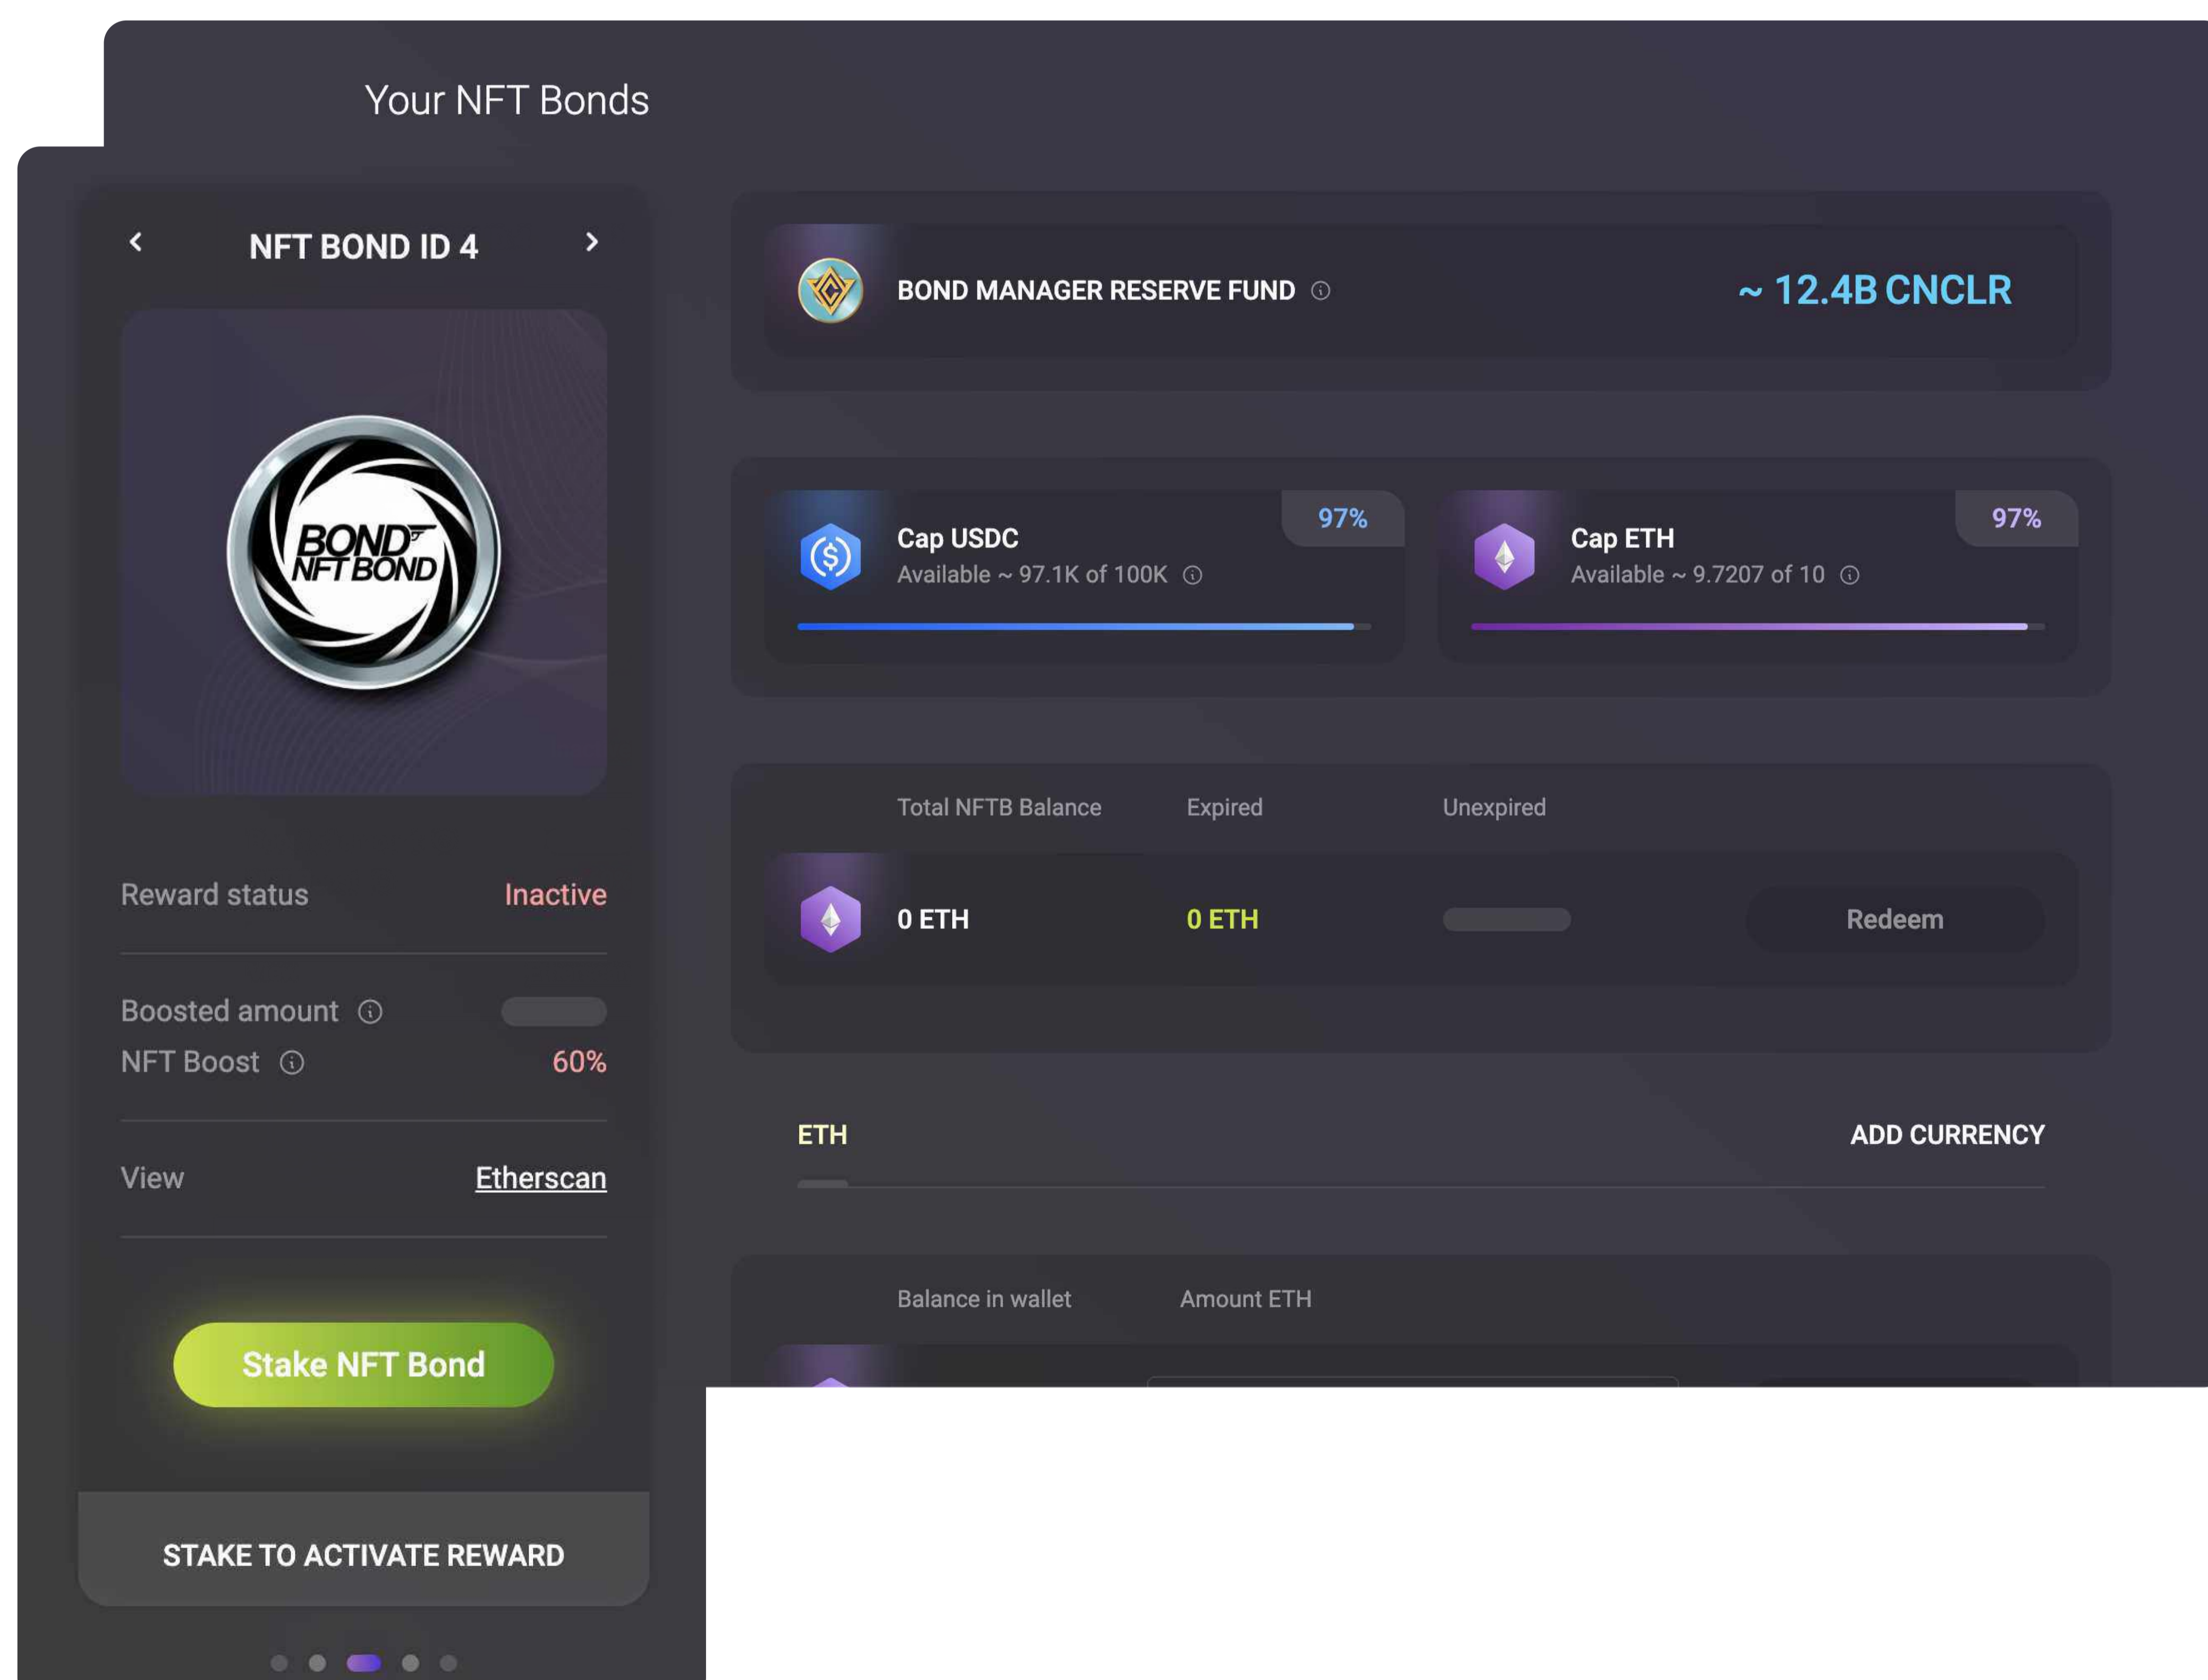 Your NFT Bonds
NFT BOND ID 4
BOND
NFT BOND
Reward status Inactive
Boosted amount
NFT Boost 60%
View Etherscan
Stake NFT Bond
STAKE TO ACTIVATE REWARD
BOND MANAGER RESERVE FUND ~ 12.4B CNCLR
Cap USDC 97%
Available ~ 97.1K of 100K
Cap ETH 97%
Available ~ 9.7207 of 10
Total NFTB Balance Expired Unexpired
0 ETH 0 ETH Redeem
ETH ADD CURRENCY
Balance in wallet Amount ETH